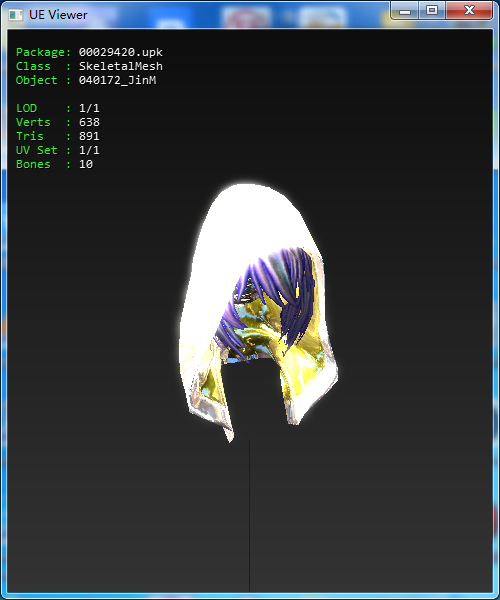 UE Viewer
Package: 00029420.upk
Class : SkeletalMesh
Object : 040172_JinM
LOD : 1/1
Verts : 638
Tris : 891
UV Set : 1/1
Bones : 10